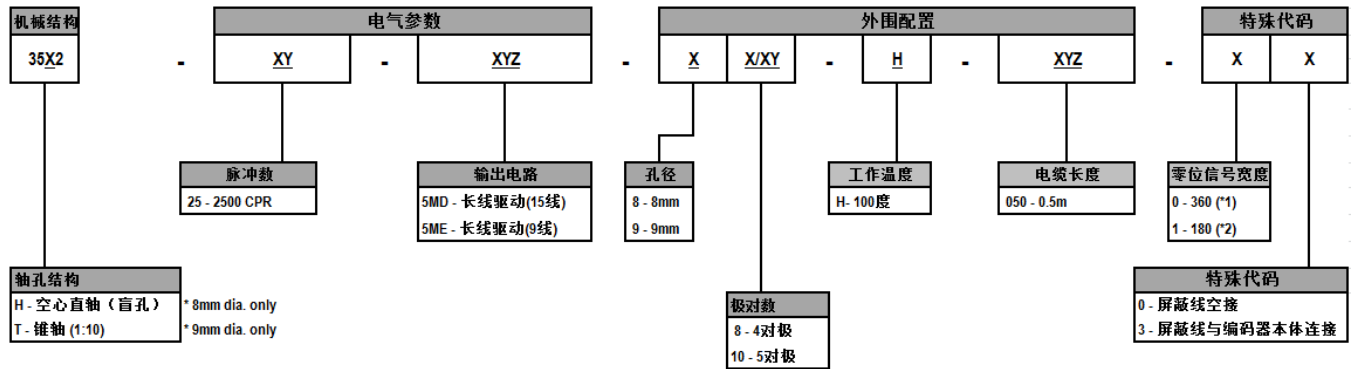 机械结构
电气参数
外围配置
特殊代码
35X2 - XY - XYZ - X X/XY - H - XYZ - X X
脉冲数
25 - 2500 CPR
输出电路
5MD - 长线驱动(15线)
5ME - 长线驱动(9线)
孔径
8 - 8mm
9 - 9mm
工作温度
H- 100度
电缆长度
050 - 0.5m
零位信号宽度
0 - 360 (*1)
1 - 180 (*2)
轴孔结构
H - 空心直轴（盲孔） * 8mm dia. only
T - 锥轴 (1:10) * 9mm dia. only
极对数
8 - 4对极
10 - 5对极
特殊代码
0 - 屏蔽线空接
3 - 屏蔽线与编码器本体连接